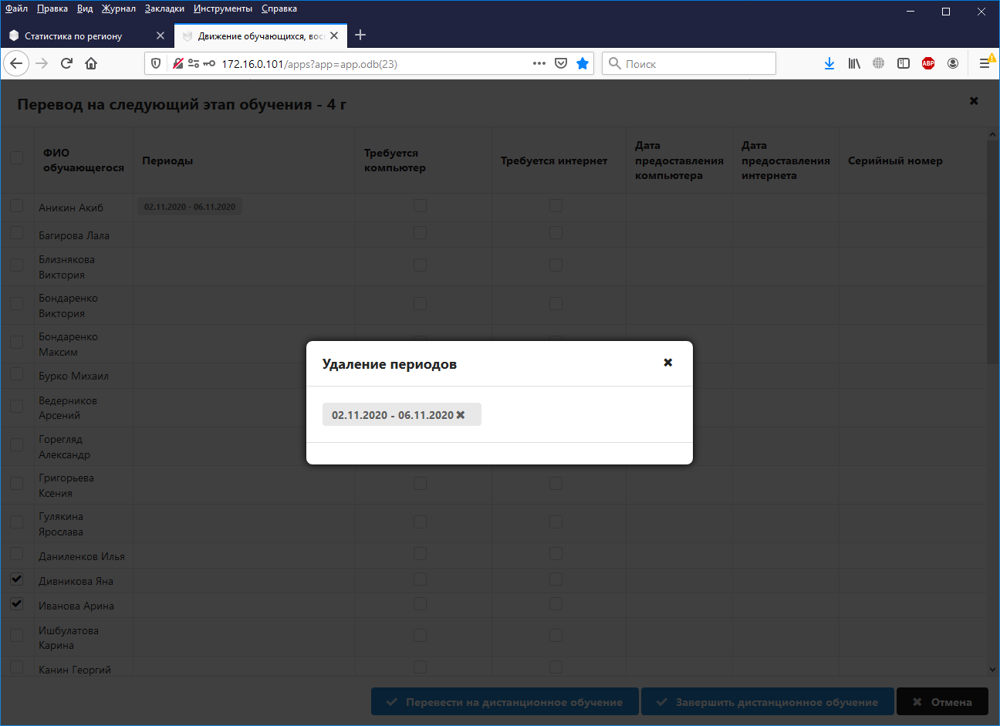 Файл Правка Вид Журнал Закладки Инструменты Справка
Статистика по региону
Движение обучающихся, вос
172.16.0.101/apps?app=app.odb(23)
Поиск
ABP
Перевод на следующий этап обучения - 4 г
ФИО обучающегося
Периоды
Требуется компьютер
Требуется интернет
Дата предоставления компьютера
Дата предоставления интернета
Серийный номер
Аникин Акиб 02.11.2020 - 06.11.2020
Багирова Лала
Близнякова
Виктория
Бондаренко
Виктория
Бондаренко
Максим
Бурко Михаил
Ведерников
Арсений
Горегляд
Александр
Григорьева
Ксения
Гулякина
Ярослава
Даниленков Илья
Дивникова Яна
Иванова Арина
Ишбулатова
Карина
Канин Георгий
Удаление периодов
02.11.2020 - 06.11.2020
Перевести на дистанционное обучение
Завершить дистанционное обучение
Отмена